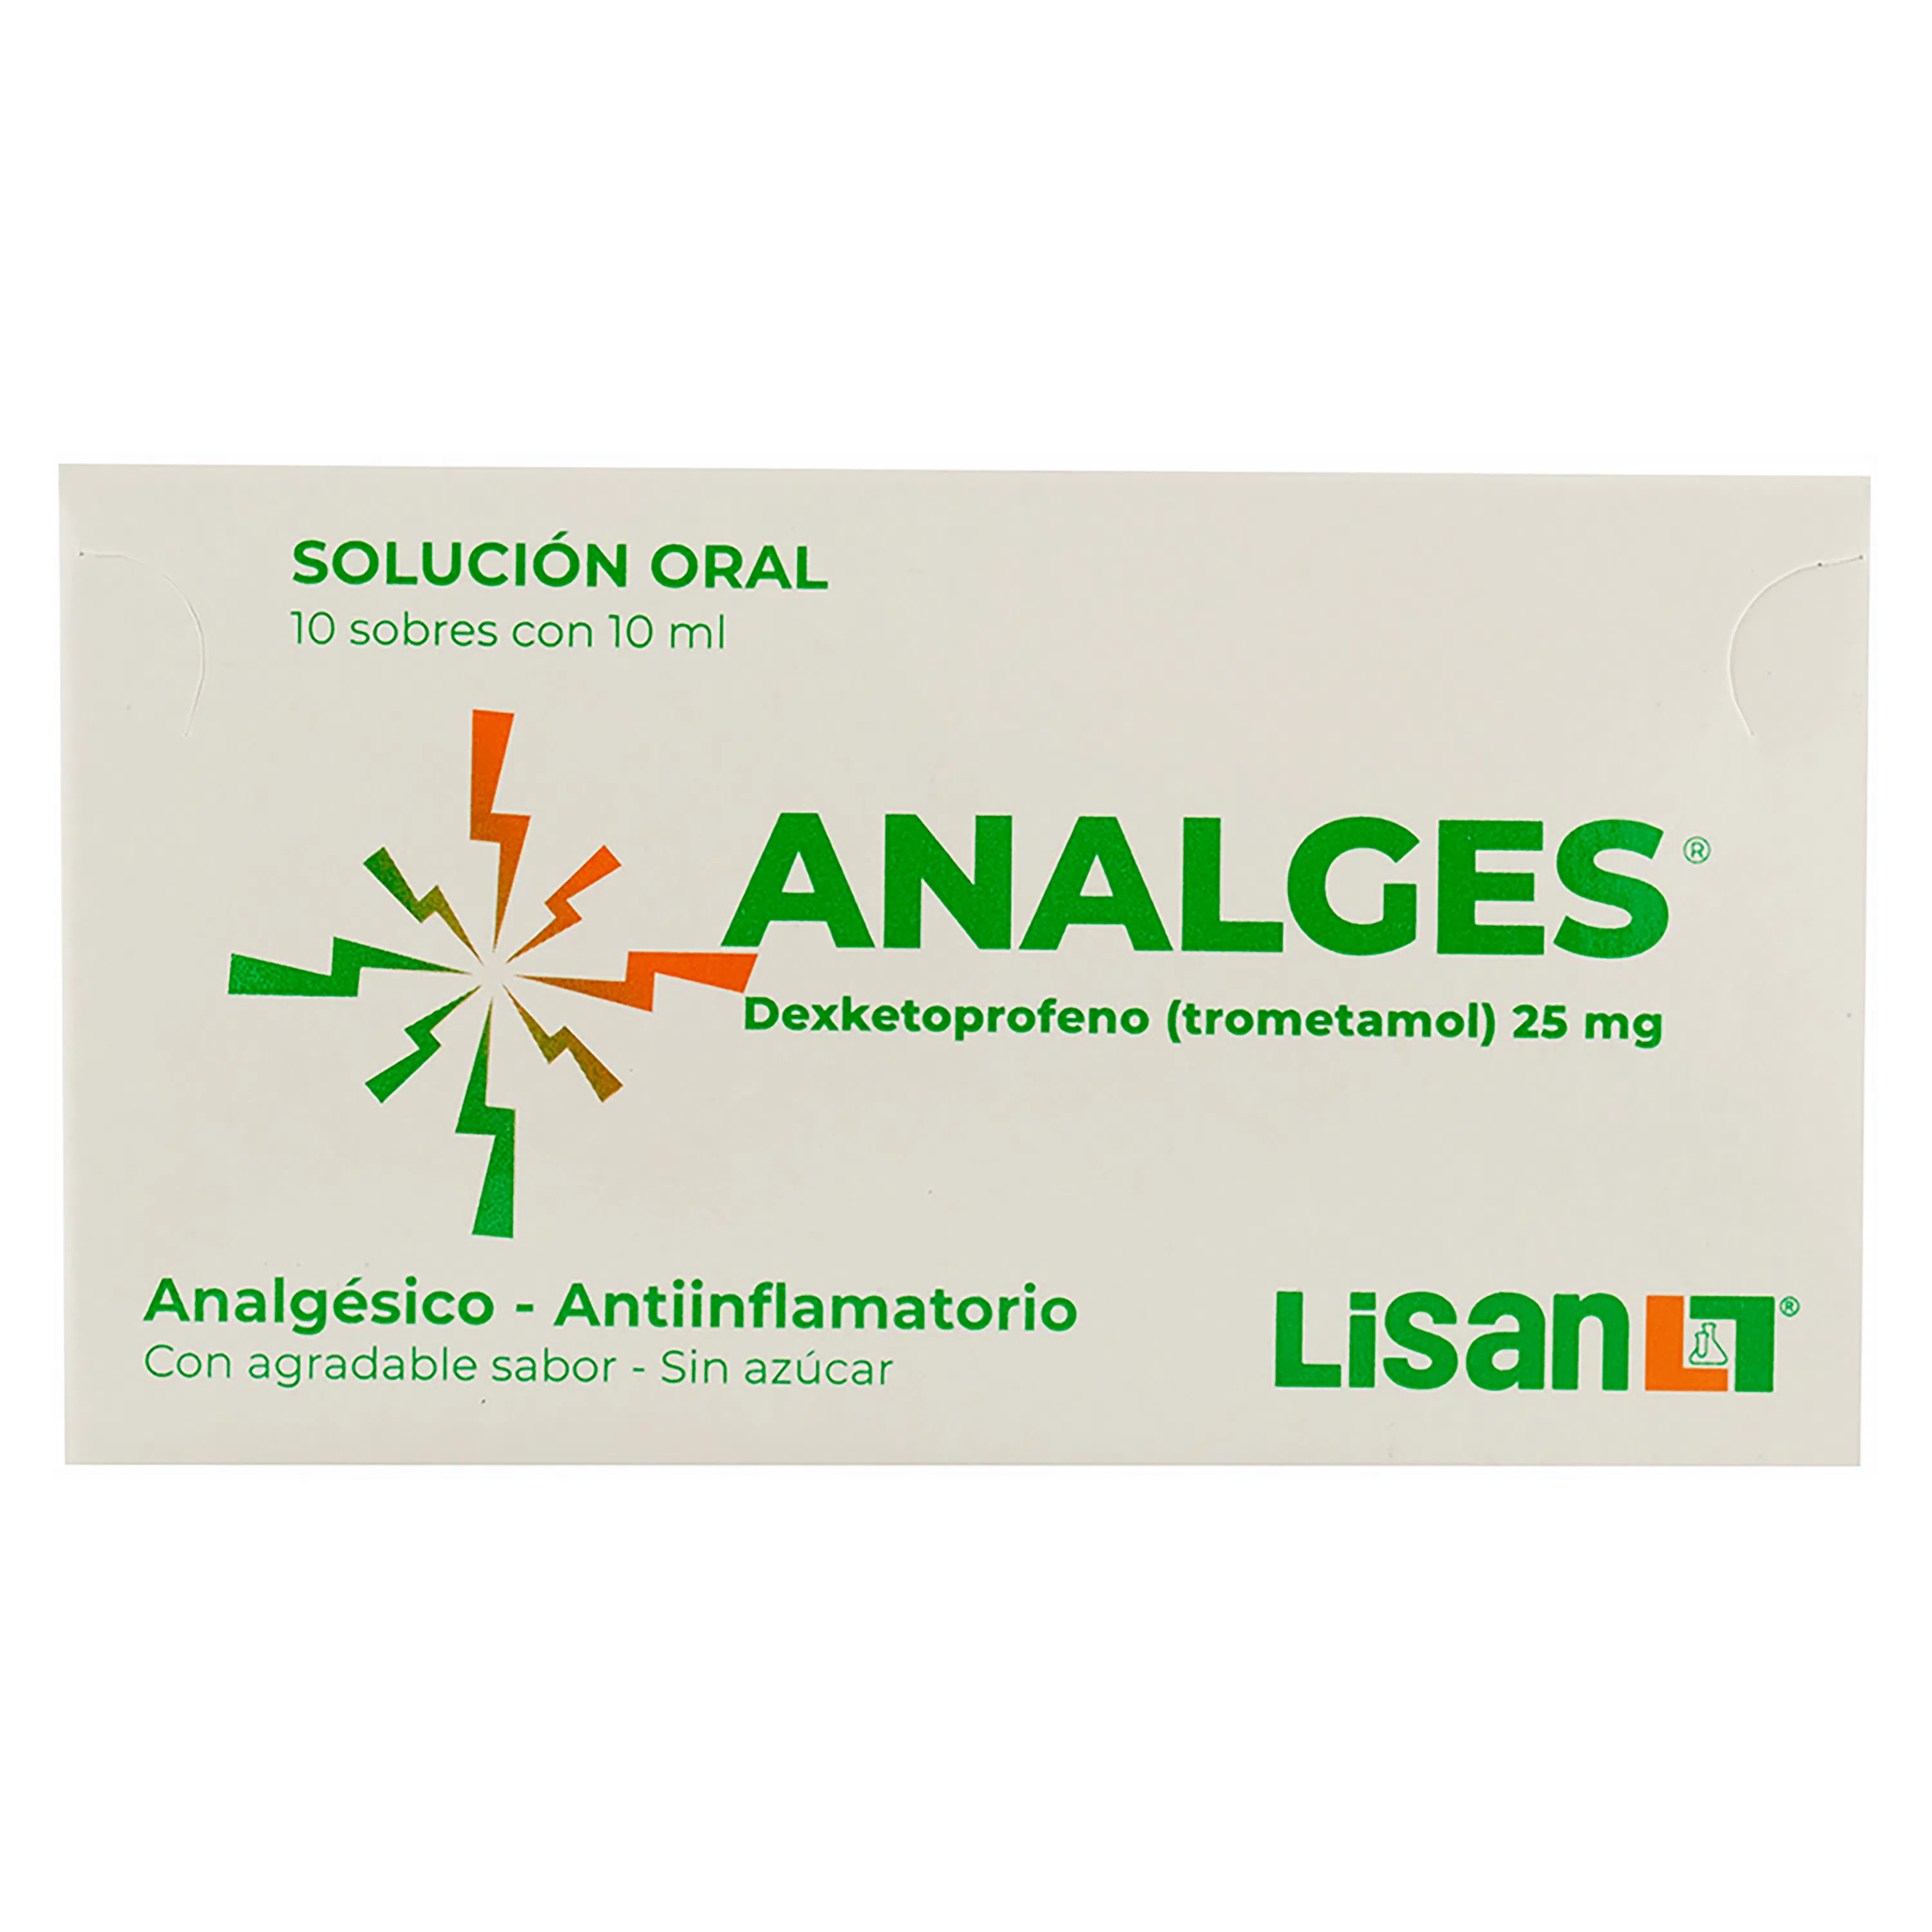 SOLUCIÓN ORAL
10 sobres con 10 ml
ANALGES®
Dexketoprofeno (trometamol) 25 mg
Analgésico - Antiinflamatorio
Con agradable sabor - Sin azúcar
Lisan®